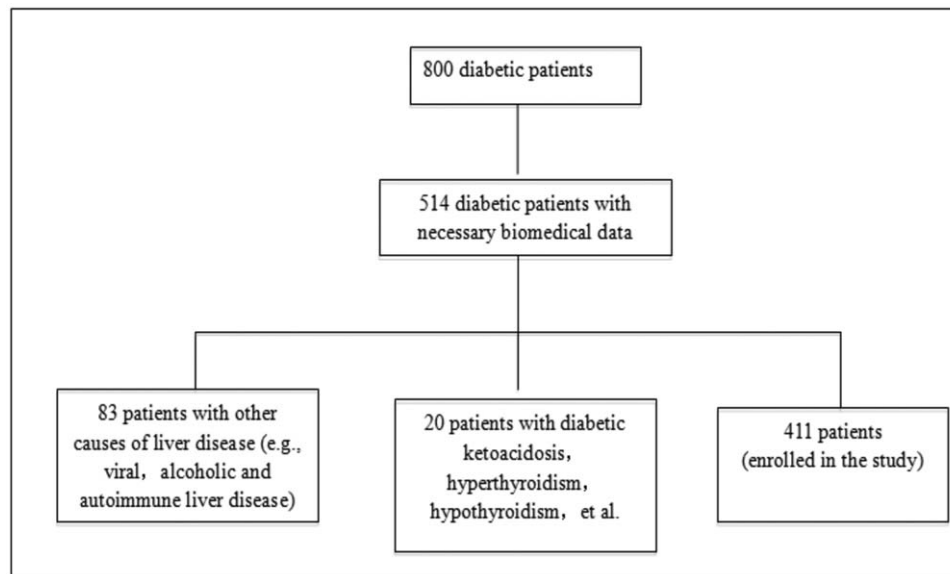 800 diabetic patients
514 diabetic patients with
necessary biomedical data
83 patients with other
causes of liver disease (e.g.,
viral，alcoholic and
autoimmune liver disease)
20 patients with diabetic
ketoacidosis，
hyperthyroidism，
hypothyroidism，et al.
411 patients
(enrolled in the study)